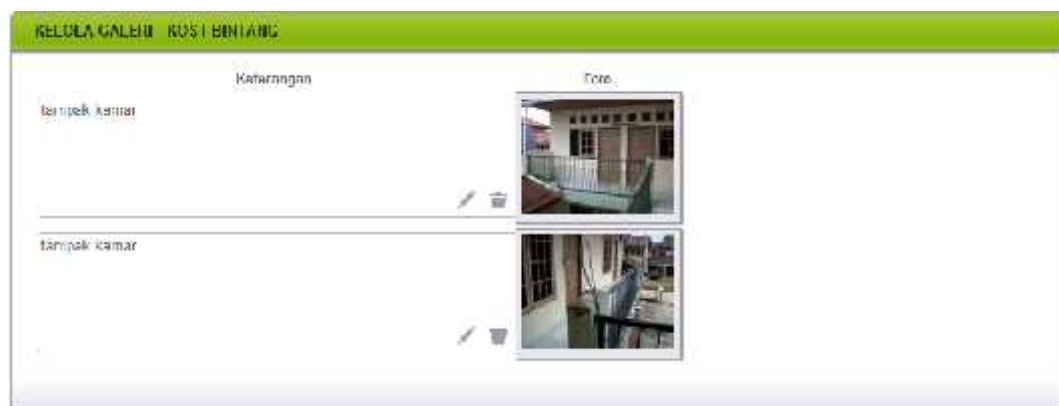 KELOLA GALERI KOST BINTANG
Keterangan Foto
tampak kamar
tampak kamar